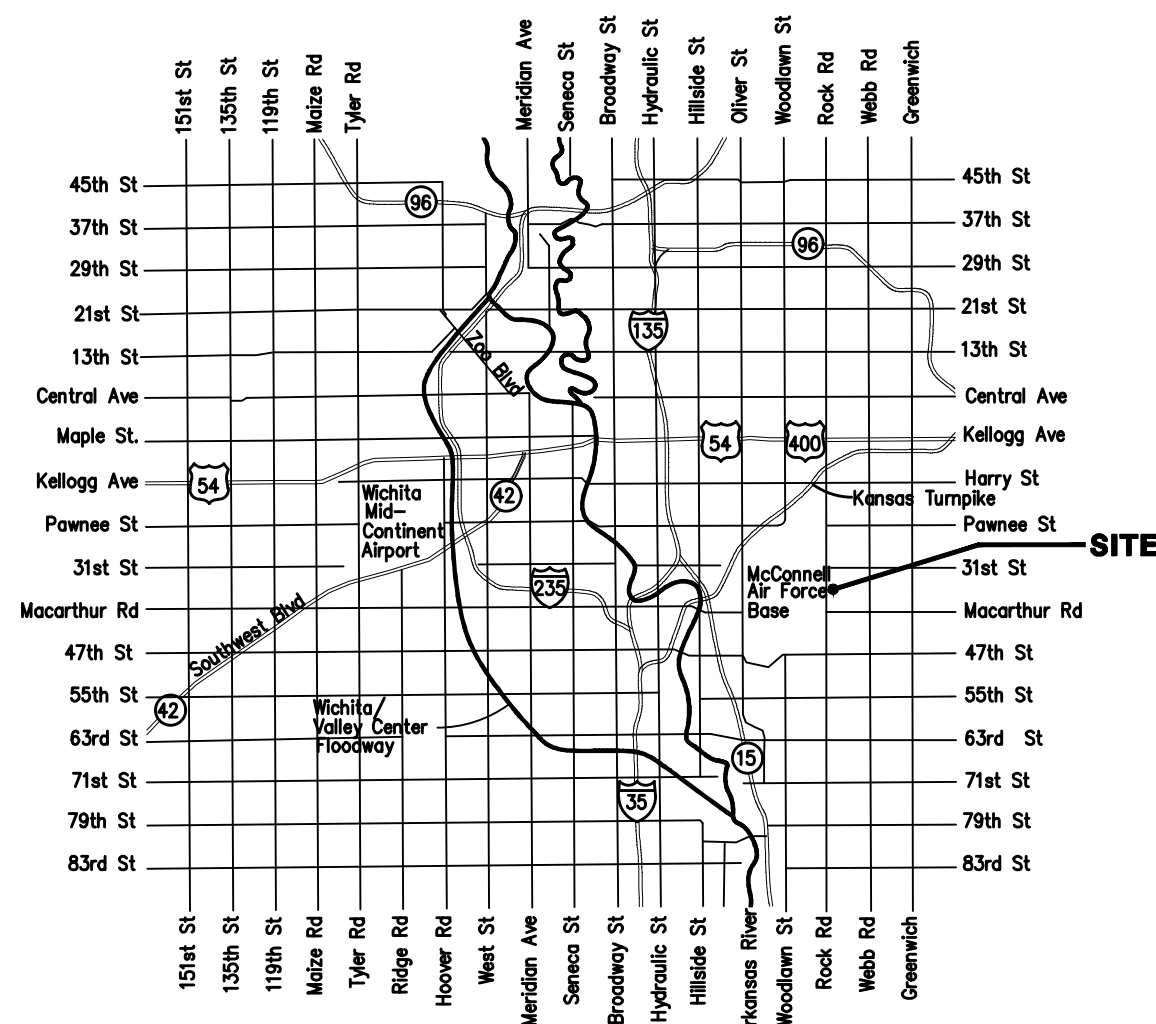 151st St
135th St
119th St
Maize Rd
Tyler Rd
Meridian Ave
Seneca St
Broadway St
Hydraulic St
Hillside St
Oliver St
Woodlawn St
Rock Rd
Webb Rd
Greenwich
45th St
37th St
29th St
21st St
13th St
Central Ave
Maple St.
Kellogg Ave
Pawnee St
31st St
Macarthur Rd
47th St
55th St
63rd St
71st St
79th St
83rd St
96
96
135
Zoo Blvd
54
400
54
42
Wichita
Mid-
Continent
Airport
Kansas Turnpike
235
McConnell
Air Force
Base
SITE
Southwest Blvd
42
Wichita/
Valley Center
Floodway
15
35
45th St
37th St
29th St
21st St
13th St
Central Ave
Kellogg Ave
Harry St
Pawnee St
31st St
Macarthur Rd
47th St
55th St
63rd St
71st St
79th St
83rd St
151st St
135th St
119th St
Maize Rd
Tyler Rd
Ridge Rd
Hoover Rd
West St
Meridian Ave
Seneca St
Broadway St
Hydraulic St
Hillside St
rkansas River
Woodlawn St
Rock Rd
Webb Rd
Greenwich